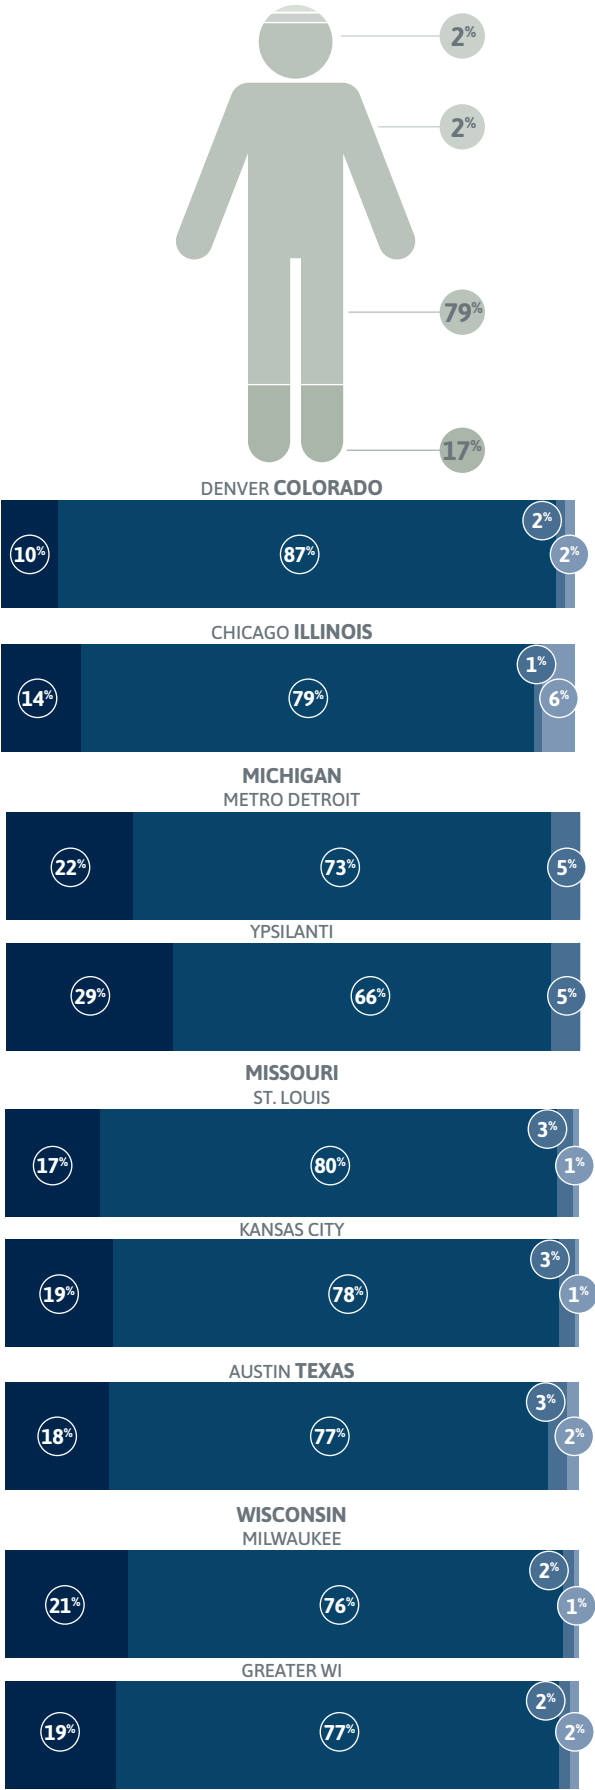 2%
2%
79%
17%
DENVER COLORADO
10% 87% 2% 2%
CHICAGO ILLINOIS
14% 79% 1% 6%
MICHIGAN
METRO DETROIT
22% 73% 5%
YPSILANTI
29% 66% 5%
MISSOURI
ST. LOUIS
17% 80% 3% 1%
KANSAS CITY
19% 78% 3% 1%
AUSTIN TEXAS
18% 77% 3% 2%
WISCONSIN
MILWAUKEE
21% 76% 2% 1%
GREATER WI
19% 77% 2% 2%